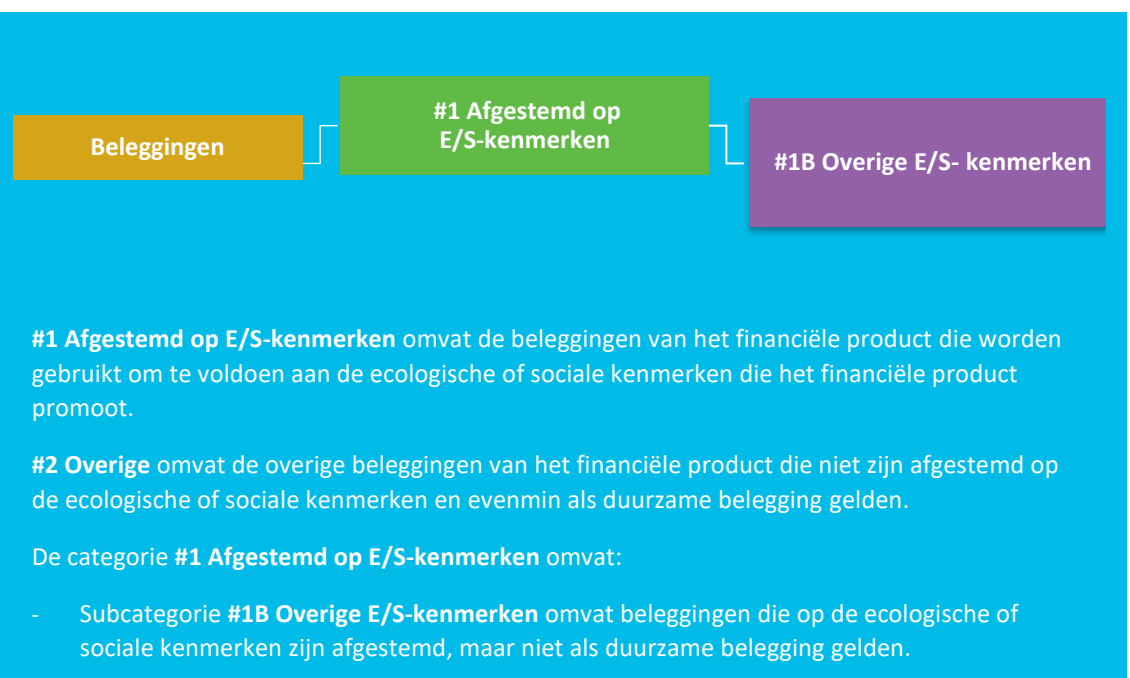 Beleggingen
#1 Afgestemd op
E/S-kenmerken
#1B Overige E/S- kenmerken
#1 Afgestemd op E/S-kenmerken omvat de beleggingen van het financiële product die worden
gebruikt om te voldoen aan de ecologische of sociale kenmerken die het financiële product
promoot.
#2 Overige omvat de overige beleggingen van het financiële product die niet zijn afgestemd op
de ecologische of sociale kenmerken en evenmin als duurzame belegging gelden.
De categorie #1 Afgestemd op E/S-kenmerken omvat:
- Subcategorie #1B Overige E/S-kenmerken omvat beleggingen die op de ecologische of
sociale kenmerken zijn afgestemd, maar niet als duurzame belegging gelden.